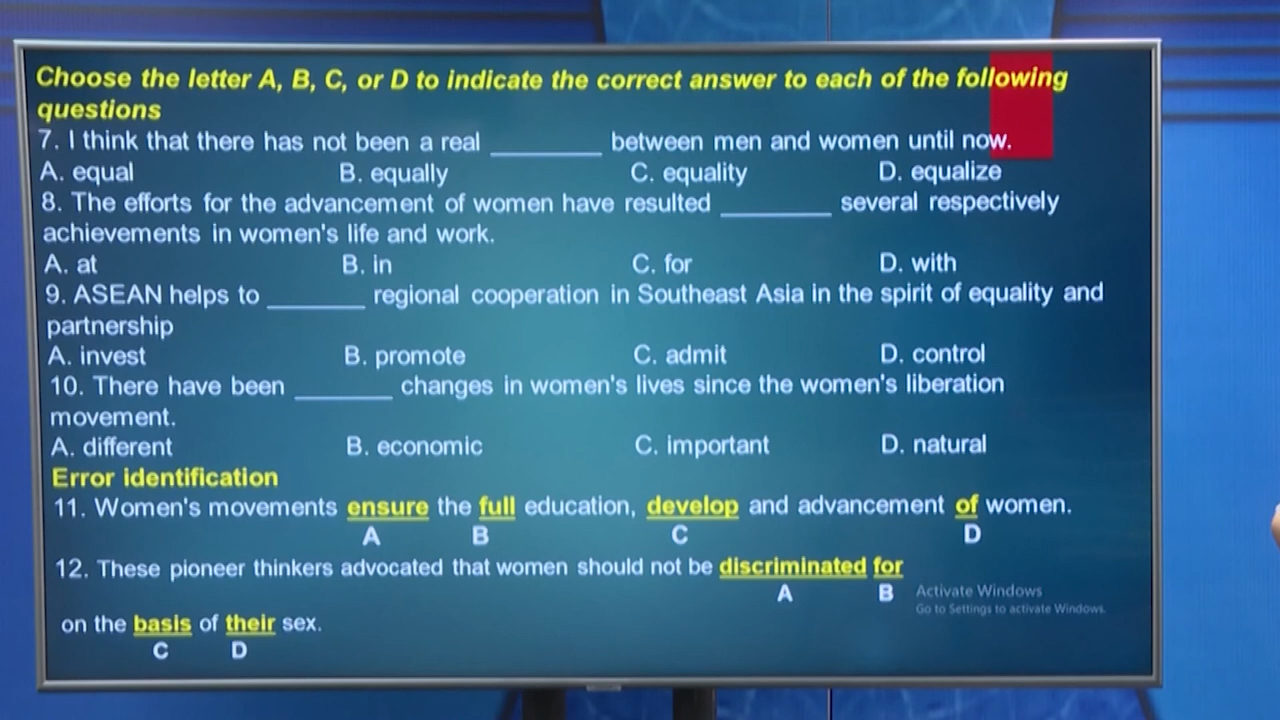 Choose the letter A, B, C, or D to indicate the correct answer to each of the following
questions
7. I think that there has not been a real ________ between men and women until now.
A. equal B. equally C. equality D. equalize
8. The efforts for the advancement of women have resulted ________ several respectively
achievements in women's life and work.
A. at B. in C. for D. with
9. ASEAN helps to _______ regional cooperation in Southeast Asia in the spirit of equality and
partnership
A. invest B. promote C. admit D. control
10. There have been _______ changes in women's lives since the women's liberation
movement.
A. different B. economic C. important D. natural
Error identification
11. Women's movements ensure the full education, develop and advancement of women.
A B C D
12. These pioneer thinkers advocated that women should not be discriminated for
A B Activate Windows
Go to Settings to activate Windows.
on the basis of their sex.
C D